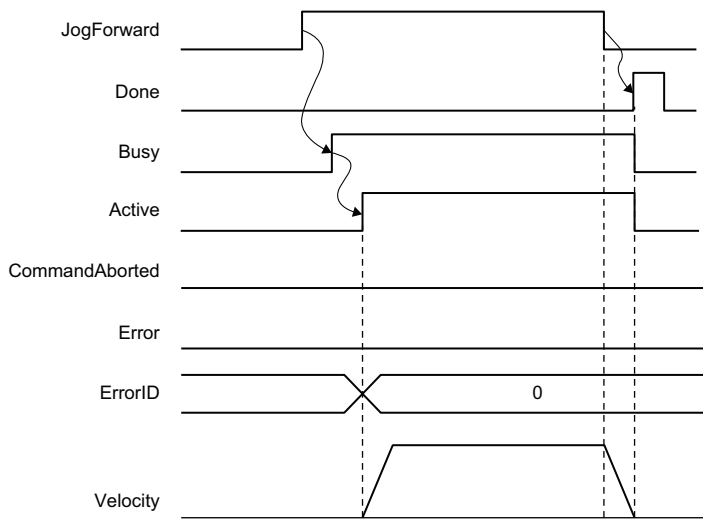 JogForward
Done
Busy
Active
CommandAborted
Error
ErrorID
0
Velocity